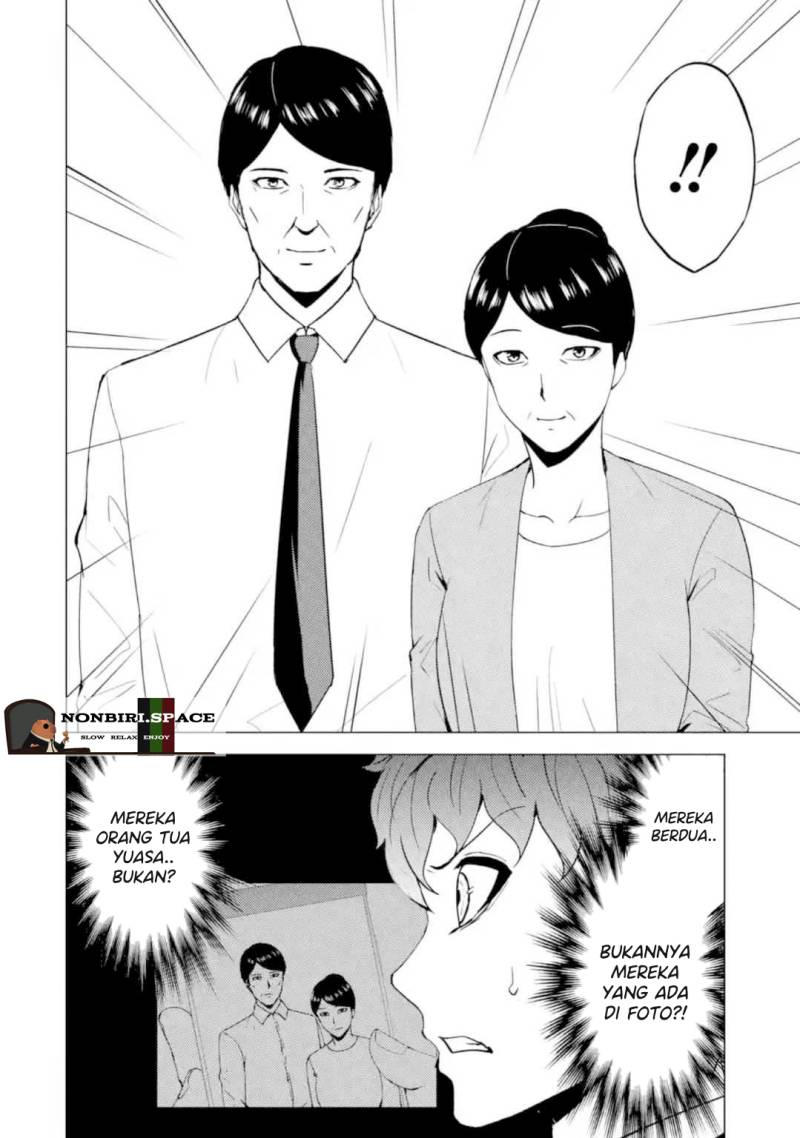 !!
NONBIRI.SPACE
SLOW RELAX ENJOY
MEREKA
BERDUA..
BUKANNYA
MEREKA
YANG ADA
DI FOTO?!
MEREKA
ORANG TUA
YUASA..
BUKAN?